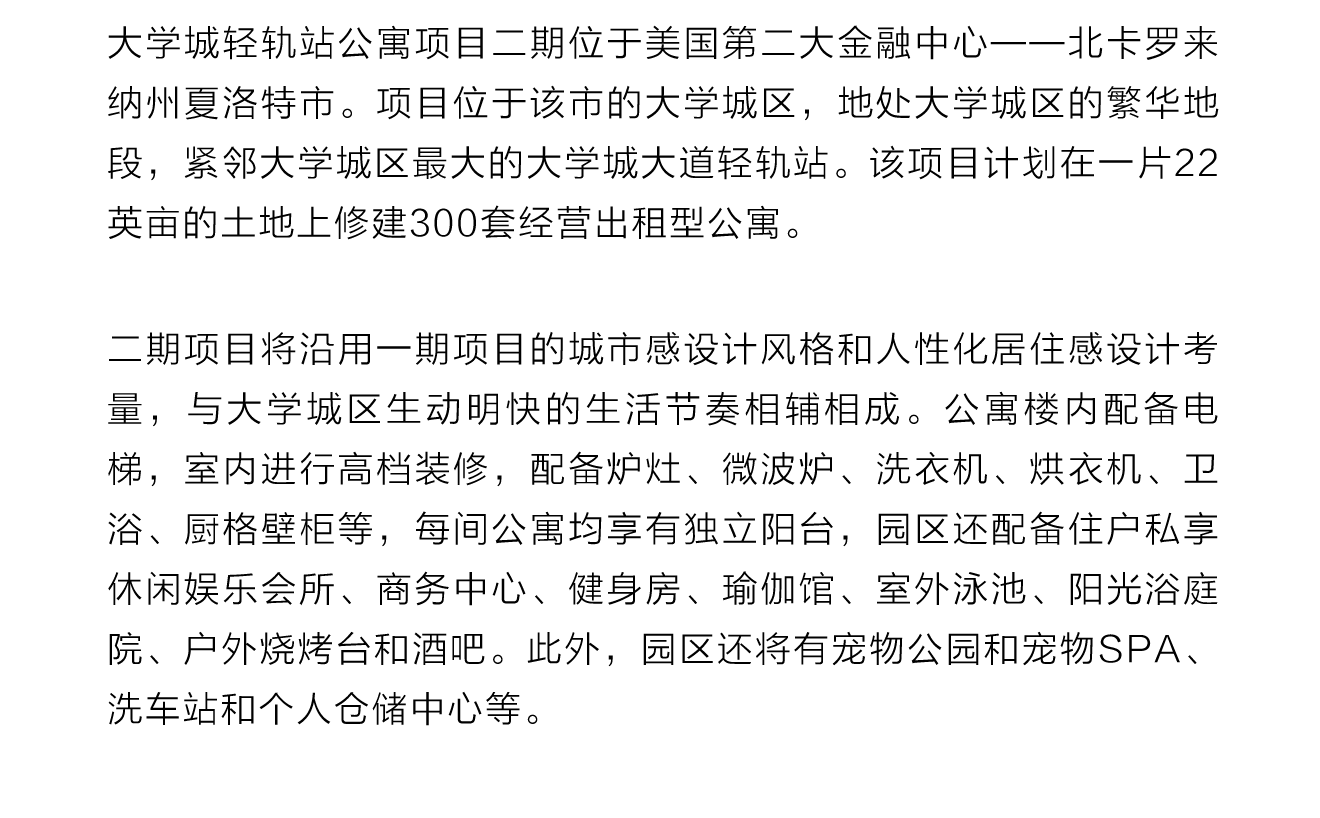 大学城轻轨站公寓项目二期位于美国第二大金融中心——北卡罗来
纳州夏洛特市。项目位于该市的大学城区，地处大学城区的繁华地
段，紧邻大学城区最大的大学城大道轻轨站。该项目计划在一片22
英亩的土地上修建300套经营出租型公寓。
二期项目将沿用一期项目的城市感设计风格和人性化居住感设计考
量，与大学城区生动明快的生活节奏相辅相成。公寓楼内配备电
梯，室内进行高档装修，配备炉灶、微波炉、洗衣机、烘衣机、卫
浴、厨格壁柜等，每间公寓均享有独立阳台，园区还配备住户私享
休闲娱乐会所、商务中心、健身房、瑜伽馆、室外泳池、阳光浴庭
院、户外烧烤台和酒吧。此外，园区还将有宠物公园和宠物SPA、
洗车站和个人仓储中心等。